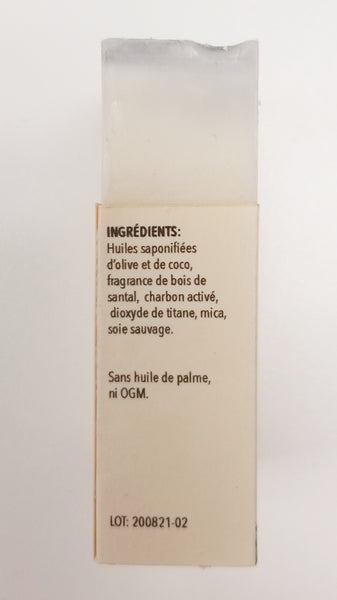 INGRÉDIENTS:
Huiles saponifiées
d'olive et de coco,
fragrance de bois de
santal, charbon activé,
dioxyde de titane, mica,
soie sauvage.
Sans huile de palme,
ni OGM.
LOT: 200821-02